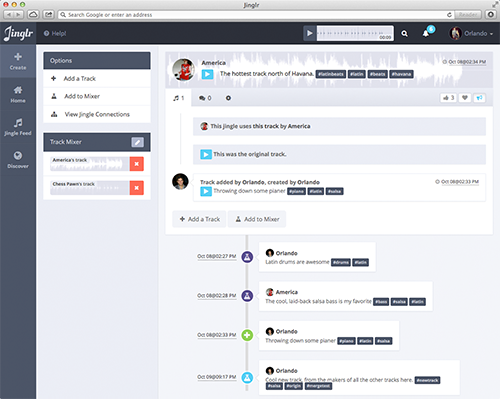 Jinglr
Search Google or enter an address
Reader
Jinglr
Help!
00:00
8
Orlando
Create
Home
Jingle Feed
Discover
Options
Add a Track
Add to Mixer
View Jingle Connections
Track Mixer
America's track
Chess Pawn's track
America
Oct 08@02:34 PM
The hottest track north of Havana. #latinbeats #latin #beats #havana
1
0
3
This Jingle uses this track by America
This was the original track.
Track added by Orlando, created by Orlando
Oct 08@02:33 PM
Throwing down some pianer #piano #latin #salsa
Add a Track
Add to Mixer
Oct 08@02:27 PM
Orlando
Latin drums are awesome #drums #latin
Oct 08@02:28 PM
America
The cool, laid-back salsa bass is my favorite #bass #salsa #latin
Oct 08@02:33 PM
Orlando
Throwing down some pianer #piano #latin #salsa
Oct 09@09:17 PM
Orlando
Cool new track, from the makers of all the other tracks here #newtrack
#salsa #origin #mergeroot